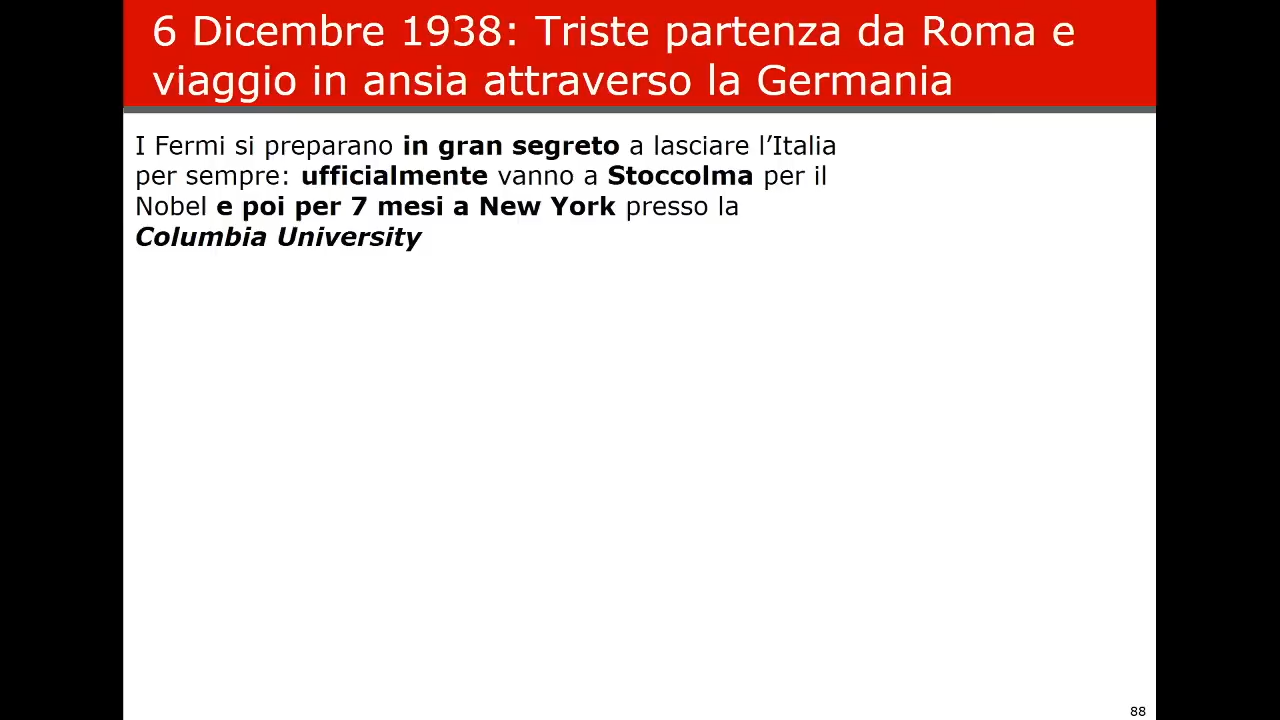 6 Dicembre 1938: Triste partenza da Roma e
viaggio in ansia attraverso la Germania
I Fermi si preparano in gran segreto a lasciare l’Italia
per sempre: ufficialmente vanno a Stoccolma per il
Nobel e poi per 7 mesi a New York presso la
Columbia University
88